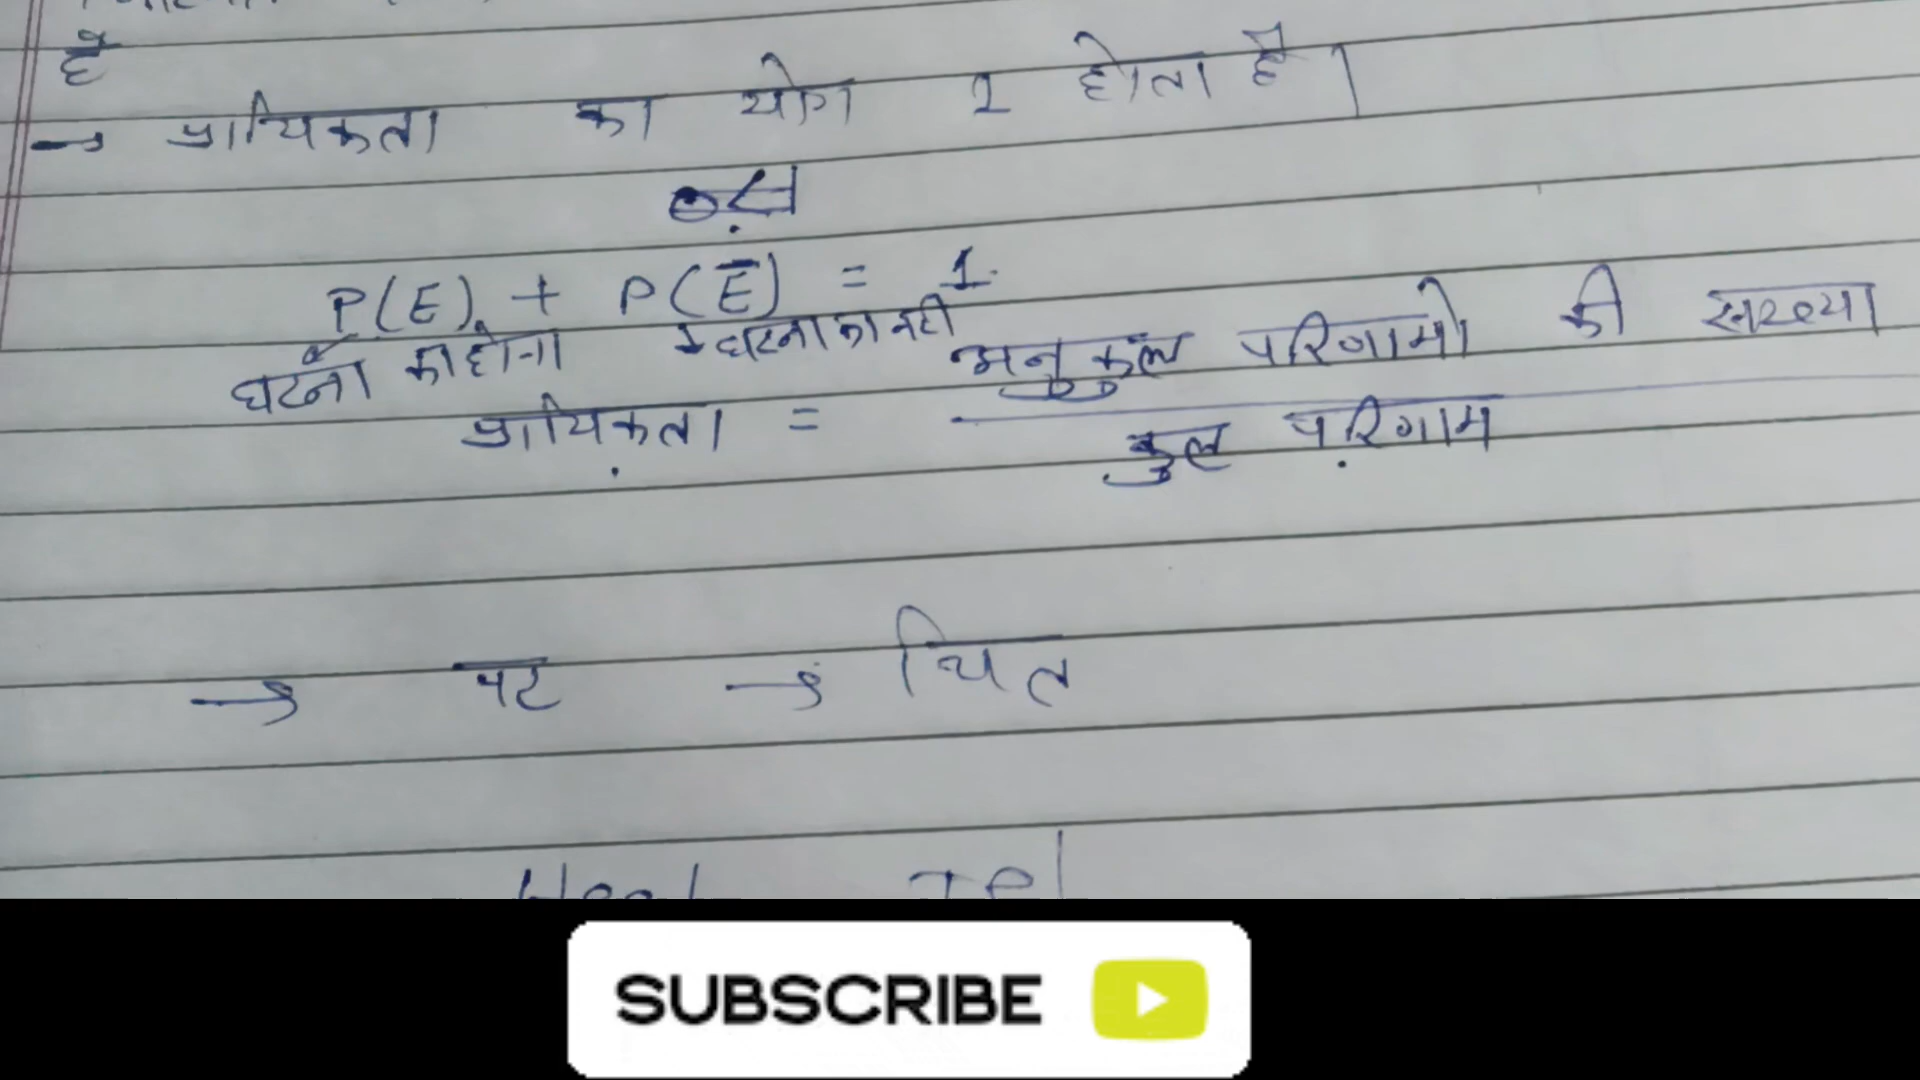 है
→ प्रायिकता का योग 1 होता है।
P(E) + P(E̅) = 1.
घटना का होना → घटना का नही
प्रायिकता = अनुकुल परिणामो की संख्या
कुल परिणाम
→ पट → चित
SUBSCRIBE